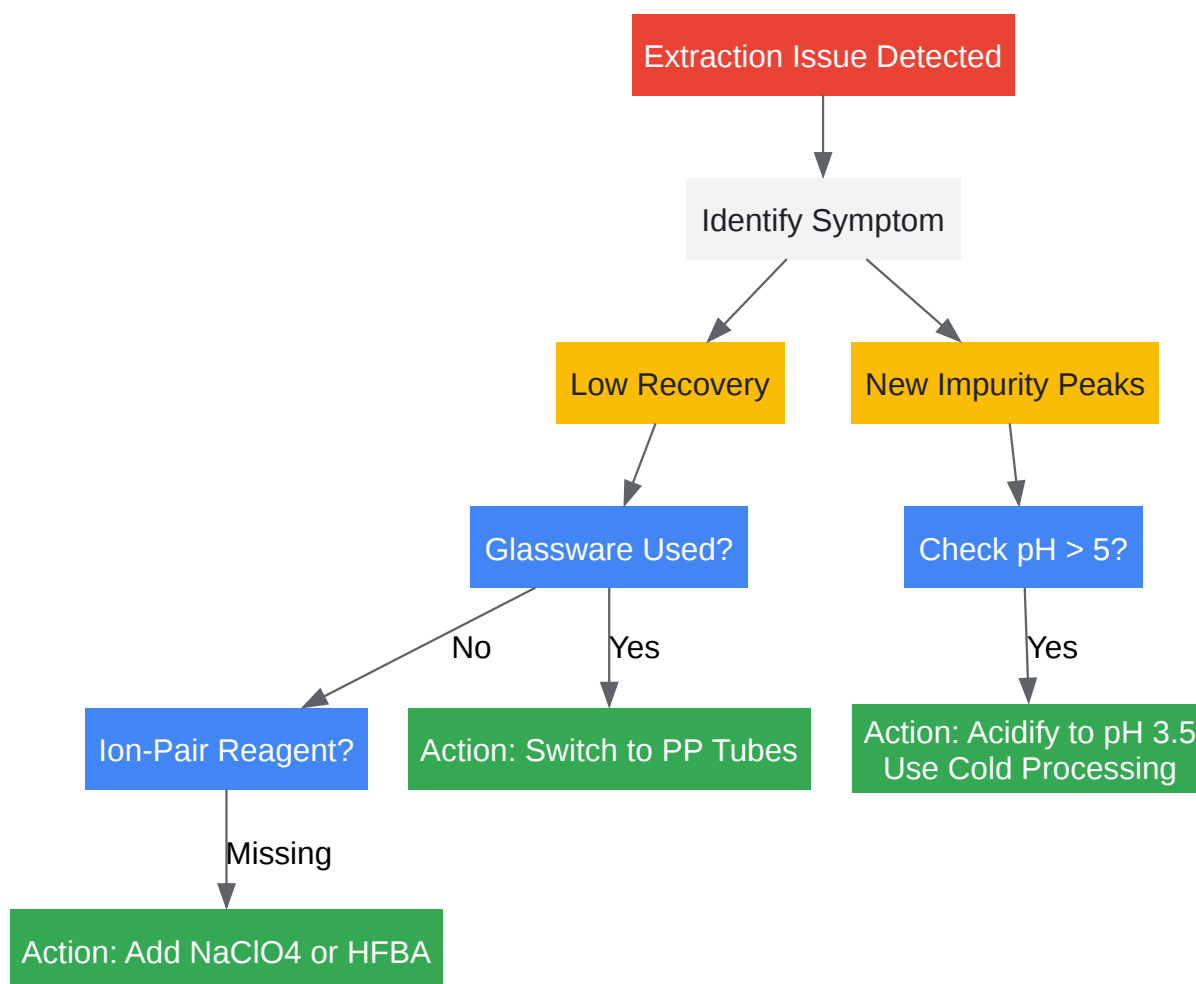 Extraction Issue Detected
Identify Symptom
Low Recovery
New Impurity Peaks
Glassware Used?
Check pH > 5?
No
Yes
Yes
Ion-Pair Reagent?
Action: Switch to PP Tubes
Action: Acidify to pH 3.5
Use Cold Processing
Missing
Action: Add NaClO4 or HFBA